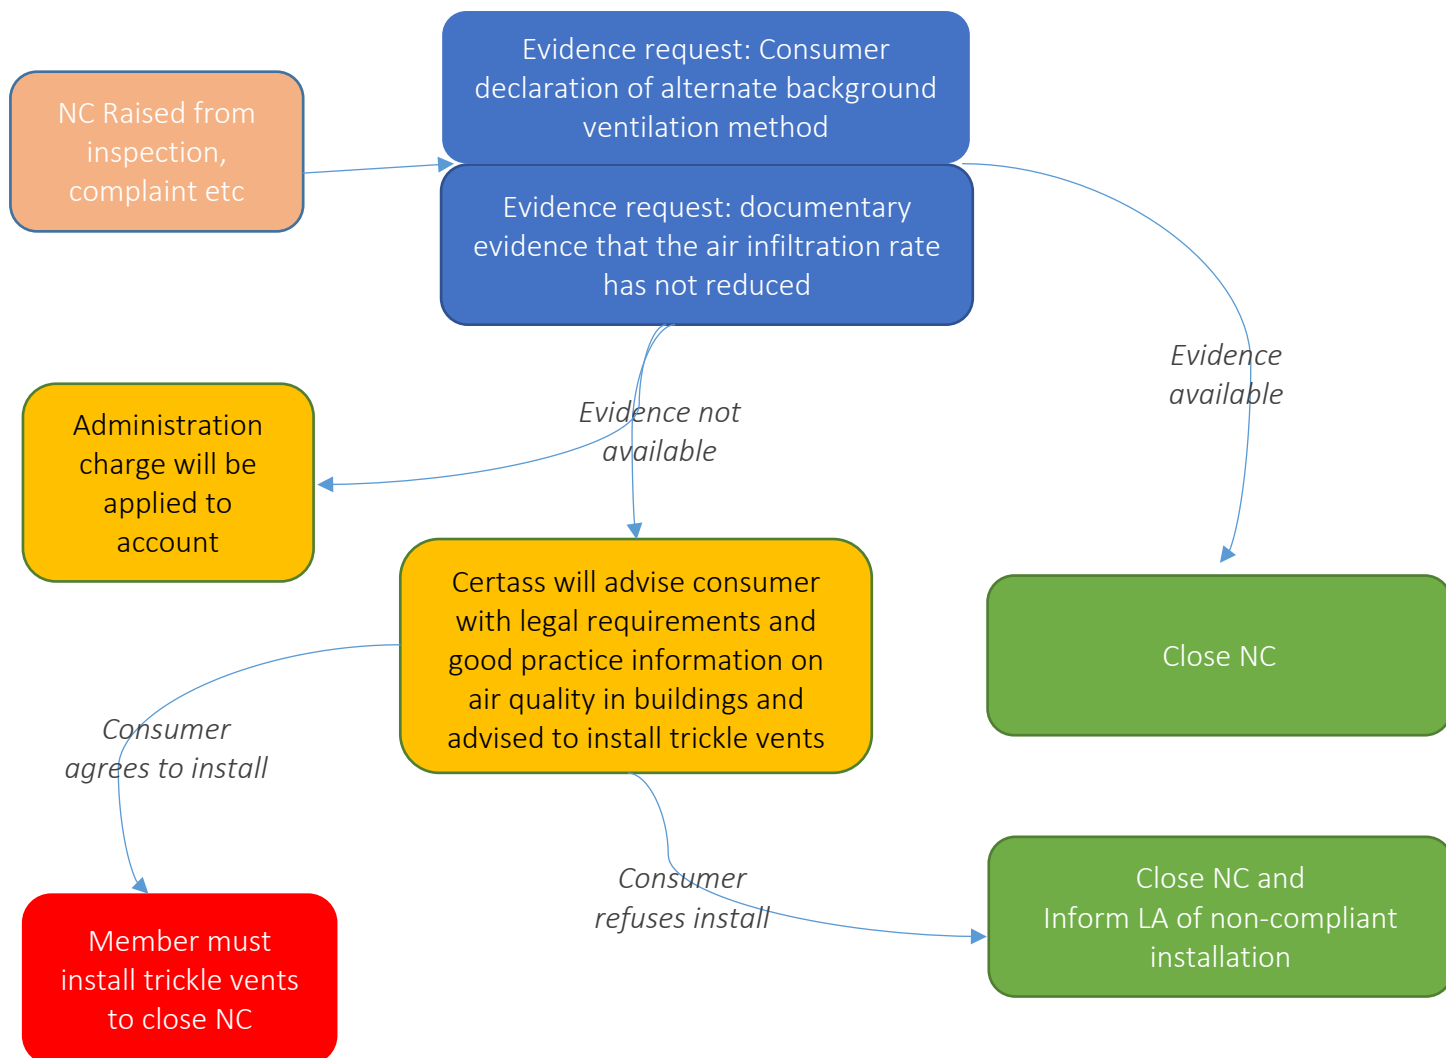 NC Raised from
inspection,
complaint etc
Evidence request: Consumer
declaration of alternate background
ventilation method
Evidence request: documentary
evidence that the air infiltration rate
has not reduced
Evidence
available
Evidence not
available
Administration
charge will be
applied to
account
Certass will advise consumer
with legal requirements and
good practice information on
air quality in buildings and
advised to install trickle vents
Close NC
Consumer
agrees to install
Consumer
refuses install
Member must
install trickle vents
to close NC
Close NC and
Inform LA of non-compliant
installation